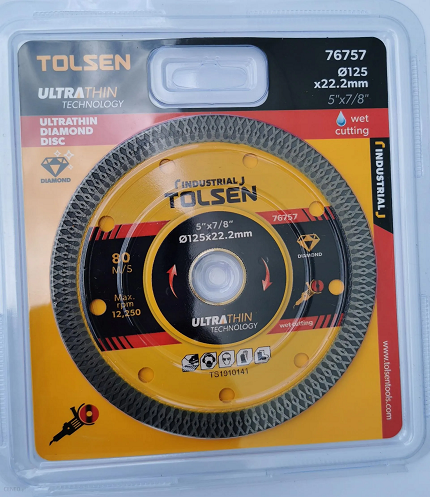 TOLSEN
76757
Ø125
x22.2mm
5"x7/8"
ULTRATHIN
TECHNOLOGY
ULTRATHIN
DIAMOND
DISC
DIAMOND
wet
cutting
INDUSTRIAL
INDUSTRIAL
TOLSEN
5"x7/8"
76757
Ø125x22.2mm
80
M/S
DIAMOND
Max.
rpm
12,250
ULTRATHIN
TECHNOLOGY
wet cutting
TS1910141
www.tolsentools.com